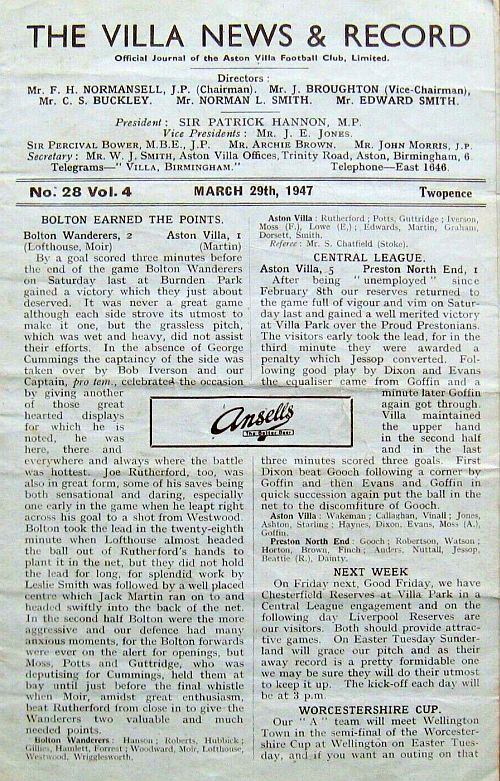 THE VILLA NEWS & RECORD
Official Journal of the Aston Villa Football Club, Limited.
Directors :
Mr. F. H. NORMANSELL, J.P. (Chairman). Mr. J. BROUGHTON (Vice-Chairman),
Mr. C. S. BUCKLEY. Mr. NORMAN L. SMITH. Mr. EDWARD SMITH.
President : SIR PATRICK HANNON, M.P.
Vice Presidents : MR. J. E. JONES.
SIR PERCIVAL BOWER, M.B.E., J.P. MR. ARCHIE BROWN. MR. JOHN MORRIS, J.P.
Secretary : MR. W. J. SMITH, Aston Villa Offices, Trinity Road, Aston, Birmingham, 6.
Telegrams—" VILLA, BIRMINGHAM." Telephone—East 1646.
No. 28 Vol. 4 MARCH 29th, 1947 Twopence
BOLTON EARNED THE POINTS.
Bolton Wanderers, 2 Aston Villa, 1
(Lofthouse, Moir) (Martin)
By a goal scored three minutes before
the end of the game Bolton Wanderers
on Saturday last at Burnden Park
gained a victory which they just about
deserved. It was never a great game
although each side strove its utmost to
make it one, but the grassless pitch,
which was wet and heavy, did not assist
their efforts. In the absence of George
Cummings the captaincy of the side was
taken over by Bob Iverson and our
Captain, pro tem., celebrated the occasion
by giving another
of those great
hearted displays
for which he is
noted, he was
here, there and
everywhere and always where the battle
was hottest. Joe Rutherford, too, was
also in great form, some of his saves being
both sensational and daring, especially
one early in the game when he leapt right
across his goal to a shot from Westwood.
Bolton took the lead in the twenty-eighth
minute when Lofthouse almost headed
the ball out of Rutherford's hands to
plant it in the net, but they did not hold
the lead for long, for splendid work by
Leslie Smith was followed by a well placed
centre which Jack Martin ran on to and
headed swiftly into the back of the net.
In the second half Bolton were the more
aggressive and our defence had many
anxious moments, for the Bolton forwards
were ever on the alert for openings, but
Moss, Potts and Guttridge, who was
deputising for Cummings, held them at
bay until just before the final whistle
when Moir, amidst great enthusiasm,
beat Rutherford from close in to give the
Wanderers two valuable and much
needed points.
Bolton Wanderers : Hanson ; Roberts, Hubbick ;
Gillies, Hamlett, Forrest ; Woodward, Moir, Lofthouse,
Westwood, Wrigglesworth.
Ansells
The Better Beer
Aston Villa : Rutherford ; Potts, Guttridge ; Iverson,
Moss (F.), Lowe (E.) ; Edwards, Martin, Graham,
Dorsett, Smith.
Referee : Mr. S. Chatfield (Stoke).
CENTRAL LEAGUE.
Aston Villa, 5 Preston North End, 1
After being " unemployed " since
February 8th our reserves returned to
the game full of vigour and vim on Satur-
day last and gained a well merited victory
at Villa Park over the Proud Prestonians.
The visitors early took the lead, for in the
third minute they were awarded a
penalty which Jessop converted. Fol-
lowing good play by Dixon and Evans
the equaliser came from Goffin and a
minute later Goffin
again got through.
Villa maintained
the upper hand
in the second half
and in the last
three minutes scored three goals. First
Dixon beat Gooch following a corner by
Goffin and then Evans and Goffin in
quick succession again put the ball in the
net to the discomfiture of Gooch.
Aston Villa : Wakeman ; Callaghan, Vinall ; Jones,
Ashton, Starling ; Haynes, Dixon, Evans, Moss (A.),
Goffin.
Preston North End : Gooch ; Robertson, Watson ;
Horton, Brown, Finch ; Anders, Nuttall, Jessop,
Beattie (R.), Dainty.
NEXT WEEK
On Friday next, Good Friday, we have
Chesterfield Reserves at Villa Park in a
Central League engagement and on the
following day Liverpool Reserves are
our visitors. Both should provide attrac-
tive games. On Easter Tuesday Sunder-
land will grace our pitch and as their
away record is a pretty formidable one
we may be sure they will do their utmost
to keep it up. The kick-off each day will
be at 3 p.m.
WORCESTERSHIRE CUP.
Our " A " team will meet Wellington
Town in the semi-final of the Worcester-
shire Cup at Wellington on Easter Tues-
day, and if you want an outing on that